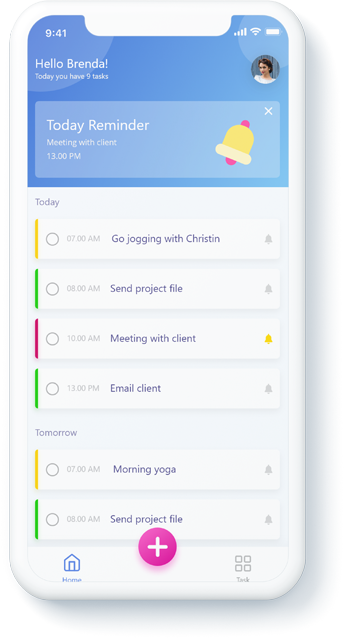 9:41
Hello Brenda!
Today you have 9 tasks
Today Reminder
Meeting with client
13.00 PM
Today
07.00 AM Go jogging with Christin
08.00 AM Send project file
10.00 AM Meeting with client
13.00 PM Email client
Tomorrow
07.00 AM Morning yoga
08.00 AM Send project file
Home Task